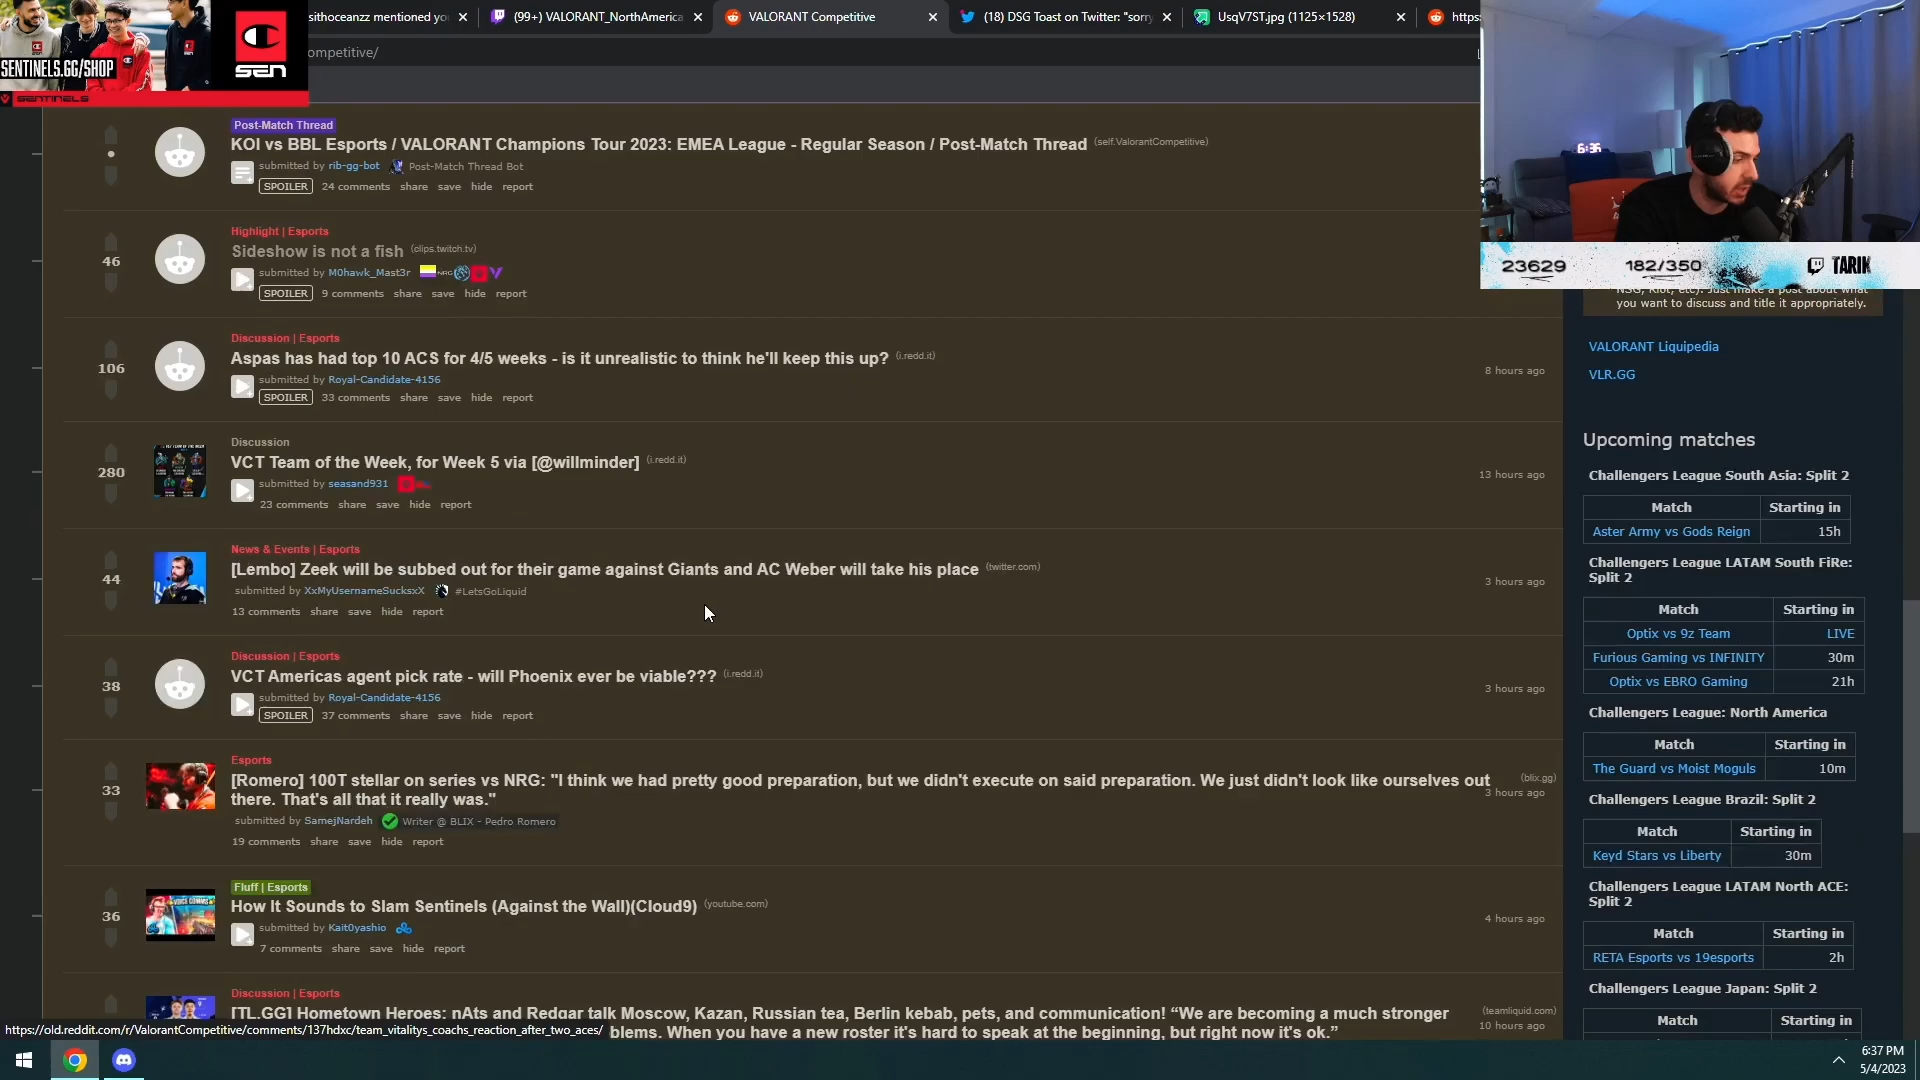 sithoceanzz mentioned yo
(99+) VALORANT_NorthAmerica
VALORANT Competitive
(18) DSG Toast on Twitter: "sorry
UsqV7ST.jpg (1125×1528)
https:
SENTINELS.GG/SHOP
SEN
SENTINELS
ompetitive/
Post-Match Thread
KOI vs BBL Esports / VALORANT Champions Tour 2023: EMEA League - Regular Season / Post-Match Thread (self.ValorantCompetitive)
submitted by rib-gg-bot Post-Match Thread Bot
SPOILER 24 comments share save hide report
Highlight | Esports
46
Sideshow is not a fish (clips.twitch.tv)
submitted by M0hawk_Mast3r NRG
SPOILER 9 comments share save hide report
Discussion | Esports
106
Aspas has had top 10 ACS for 4/5 weeks - is it unrealistic to think he'll keep this up? (i.redd.it)
submitted by Royal-Candidate-4156
8 hours ago
SPOILER 33 comments share save hide report
Discussion
280
VCT Team of the Week, for Week 5 via [@willminder] (i.redd.it)
submitted by seasand931
13 hours ago
23 comments share save hide report
News & Events | Esports
44
[Lembo] Zeek will be subbed out for their game against Giants and AC Weber will take his place (twitter.com)
submitted by XxMyUsernameSucksxX #LetsGoLiquid
3 hours ago
13 comments share save hide report
Discussion | Esports
38
VCT Americas agent pick rate - will Phoenix ever be viable??? (i.redd.it)
submitted by Royal-Candidate-4156
3 hours ago
SPOILER 37 comments share save hide report
Esports
33
[Romero] 100T stellar on series vs NRG: "I think we had pretty good preparation, but we didn't execute on said preparation. We just didn't look like ourselves out (blix.gg)
there. That's all that it really was."
3 hours ago
submitted by SamejNardeh Writer @ BLIX - Pedro Romero
19 comments share save hide report
Fluff | Esports
36
How It Sounds to Slam Sentinels (Against the Wall)(Cloud9) (youtube.com)
submitted by Kait0yashio
4 hours ago
7 comments share save hide report
Discussion | Esports
[TL.GG] Hometown Heroes: nAts and Redgar talk Moscow, Kazan, Russian tea, Berlin kebab, pets, and communication! “We are becoming a much stronger (teamliquid.com)
blems. When you have a new roster it's hard to speak at the beginning, but right now it's ok.”
10 hours ago
https://old.reddit.com/r/ValorantCompetitive/comments/137hdxc/team_vitalitys_coachs_reaction_after_two_aces/
6:36
23629
182/350
TARIK
NSG, Riot, etc). Just make a post about what
you want to discuss and title it appropriately.
VALORANT Liquipedia
VLR.GG
Upcoming matches
Challengers League South Asia: Split 2
Match Starting in
Aster Army vs Gods Reign 15h
Challengers League LATAM South FiRe:
Split 2
Match Starting in
Optix vs 9z Team LIVE
Furious Gaming vs INFINITY 30m
Optix vs EBRO Gaming 21h
Challengers League: North America
Match Starting in
The Guard vs Moist Moguls 10m
Challengers League Brazil: Split 2
Match Starting in
Keyd Stars vs Liberty 30m
Challengers League LATAM North ACE:
Split 2
Match Starting in
RETA Esports vs 19esports 2h
Challengers League Japan: Split 2
Match Starting in
6:37 PM
5/4/2023